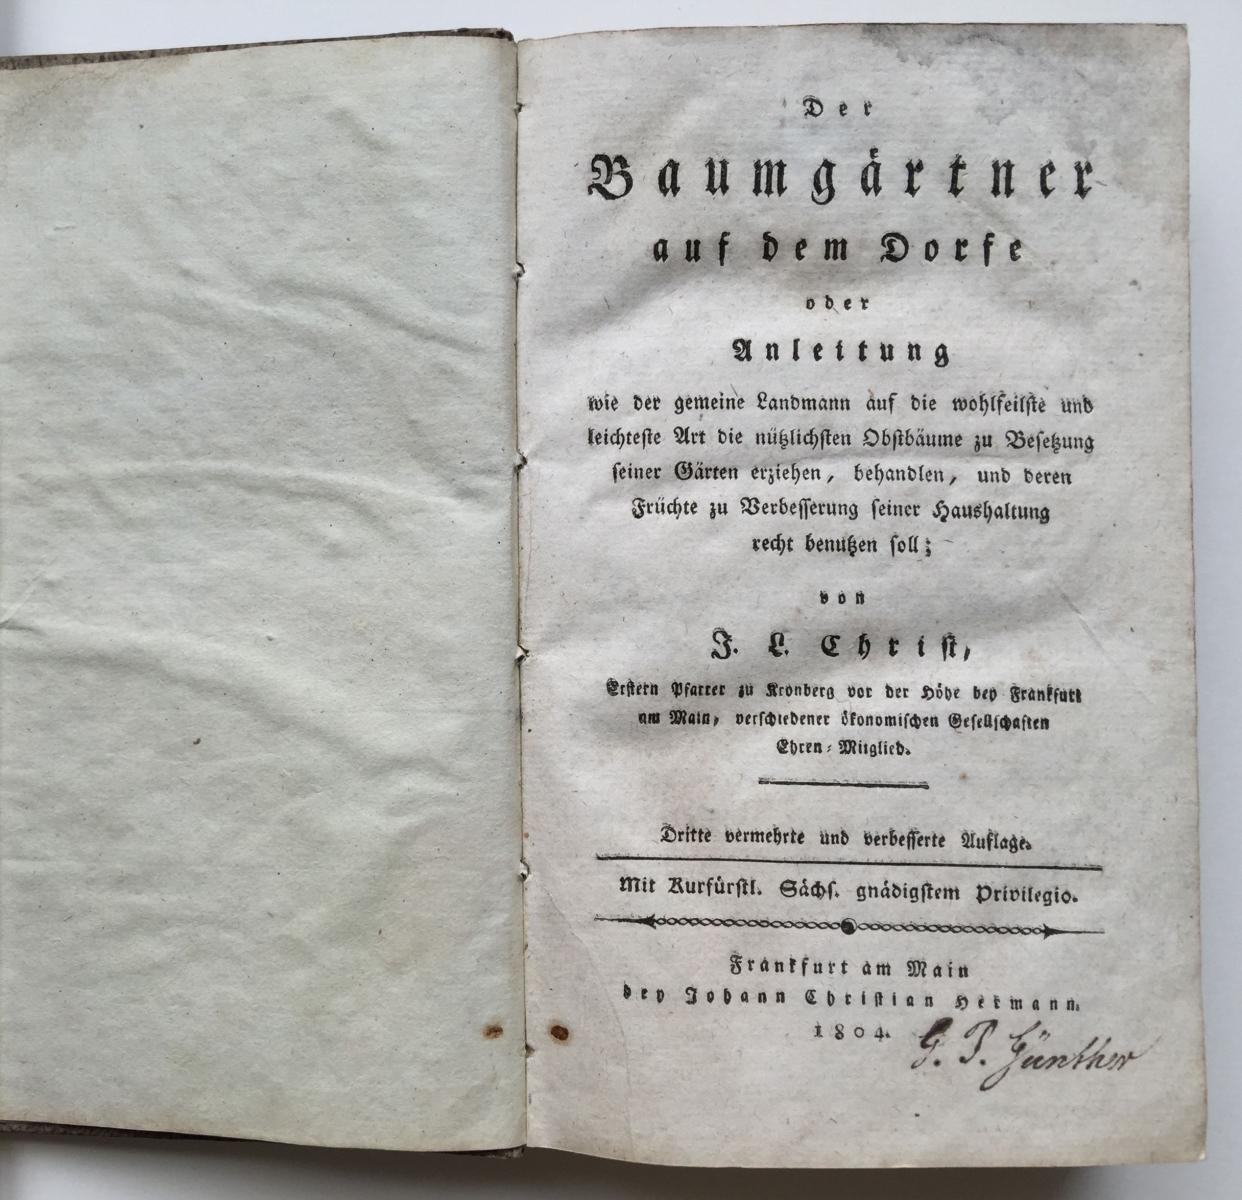 Der
Baumgärtner
auf dem Dorfe
oder
Anleitung
wie der gemeine Landmann auf die wohlfeilste und
leichteste Art die nützlichsten Obstbäume zu Besetzung
seiner Gärten erziehen, behandlen, und deren
Früchte zu Verbesserung seiner Haushaltung
recht benutzen soll;
von
J. L. Christ,
Erstern Pfarrer zu Kronberg vor der Höhe bey Frankfurt
am Main, verschiedener ökonomischen Gesellschaften
Ehren-Mitglied.
Dritte vermehrte und verbesserte Auflage.
Mit Kurfürstl. Sächs. gnädigstem Privilegio.
Frankfurt am Main
bey Johann Christian Hermann.
1804.
G. P. Günther